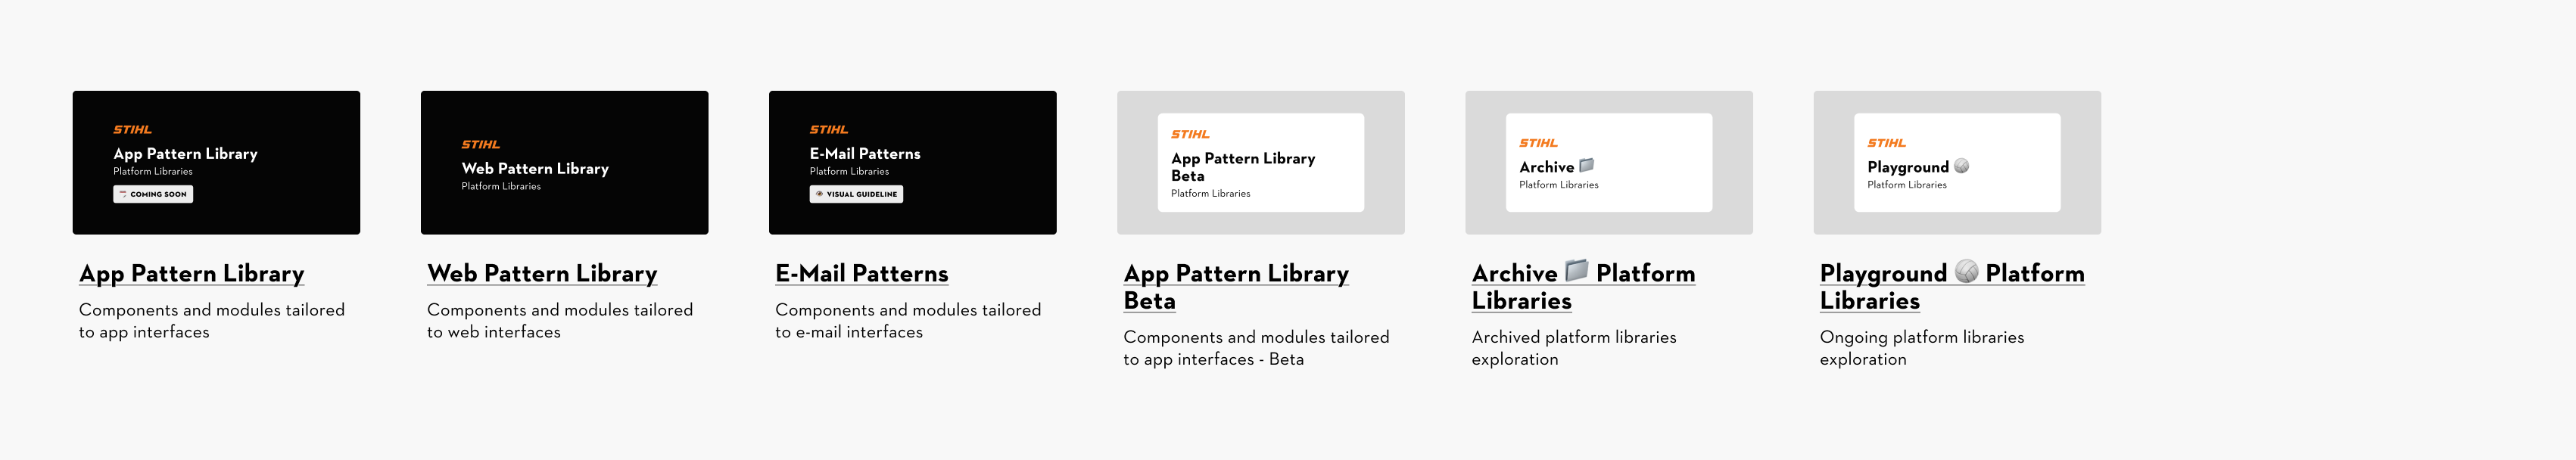 STIHL
App Pattern Library
Platform Libraries
COMING SOON
App Pattern Library
Components and modules tailored
to app interfaces
STIHL
Web Pattern Library
Platform Libraries
Web Pattern Library
Components and modules tailored
to web interfaces
STIHL
E-Mail Patterns
Platform Libraries
VISUAL GUIDELINE
E-Mail Patterns
Components and modules tailored
to e-mail interfaces
STIHL
App Pattern Library
Beta
Platform Libraries
App Pattern Library
Beta
Components and modules tailored
to app interfaces - Beta
STIHL
Archive
Platform Libraries
Archive Platform
Libraries
Archived platform libraries
exploration
STIHL
Playground
Platform Libraries
Playground Platform
Libraries
Ongoing platform libraries
exploration